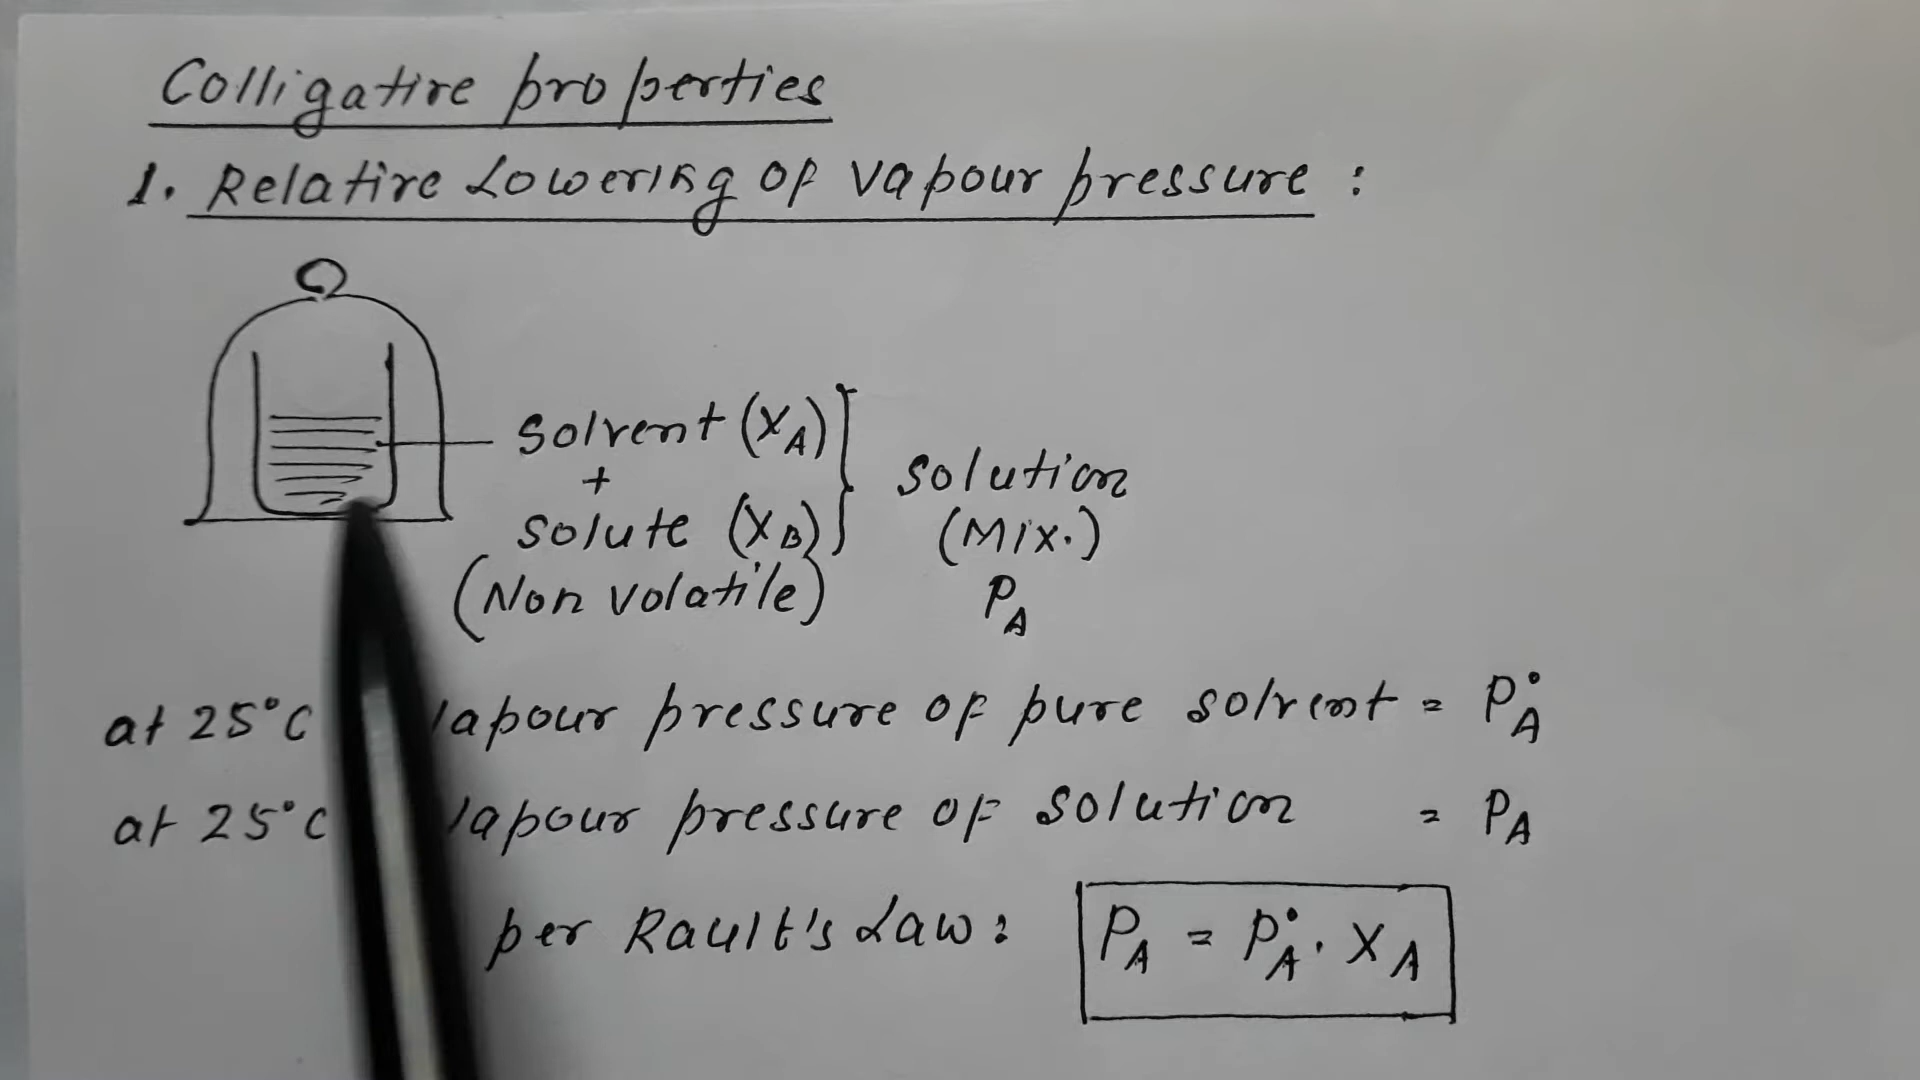 Colligative properties
1. Relative Lowering of vapour pressure :
Solvent (XA)
+
Solute (XB)
(Non volatile)
Solution
(Mix.)
PA
at 25°C apour pressure of pure solvent = P°A
at 25°C apour pressure of solution = PA
per Rault's Law : PA = P°A . XA